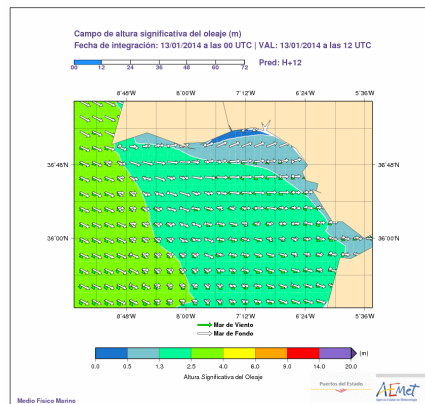 Campo de altura significativa del oleaje (m)
Fecha de integración: 13/01/2014 a las 00 UTC | VAL: 13/01/2014 a las 12 UTC
00 12 24 36 48 60 72 Pred: H+12
8°48'W 8°00'W 7°12'W 6°24'W 5°36'W
36°48'N 36°48'N
36°00'N 36°00'N
8°48'W 8°00'W 7°12'W 6°24'W 5°36'W
Mar de Viento
Mar de Fondo
0.0 0.5 1.3 2.5 4.0 6.0 9.0 14.0 20.0 (m)
Altura Significativa del Oleaje
Puertos del Estado
AEMet
Agencia Estatal de Meteorología
Medio Físico Marino